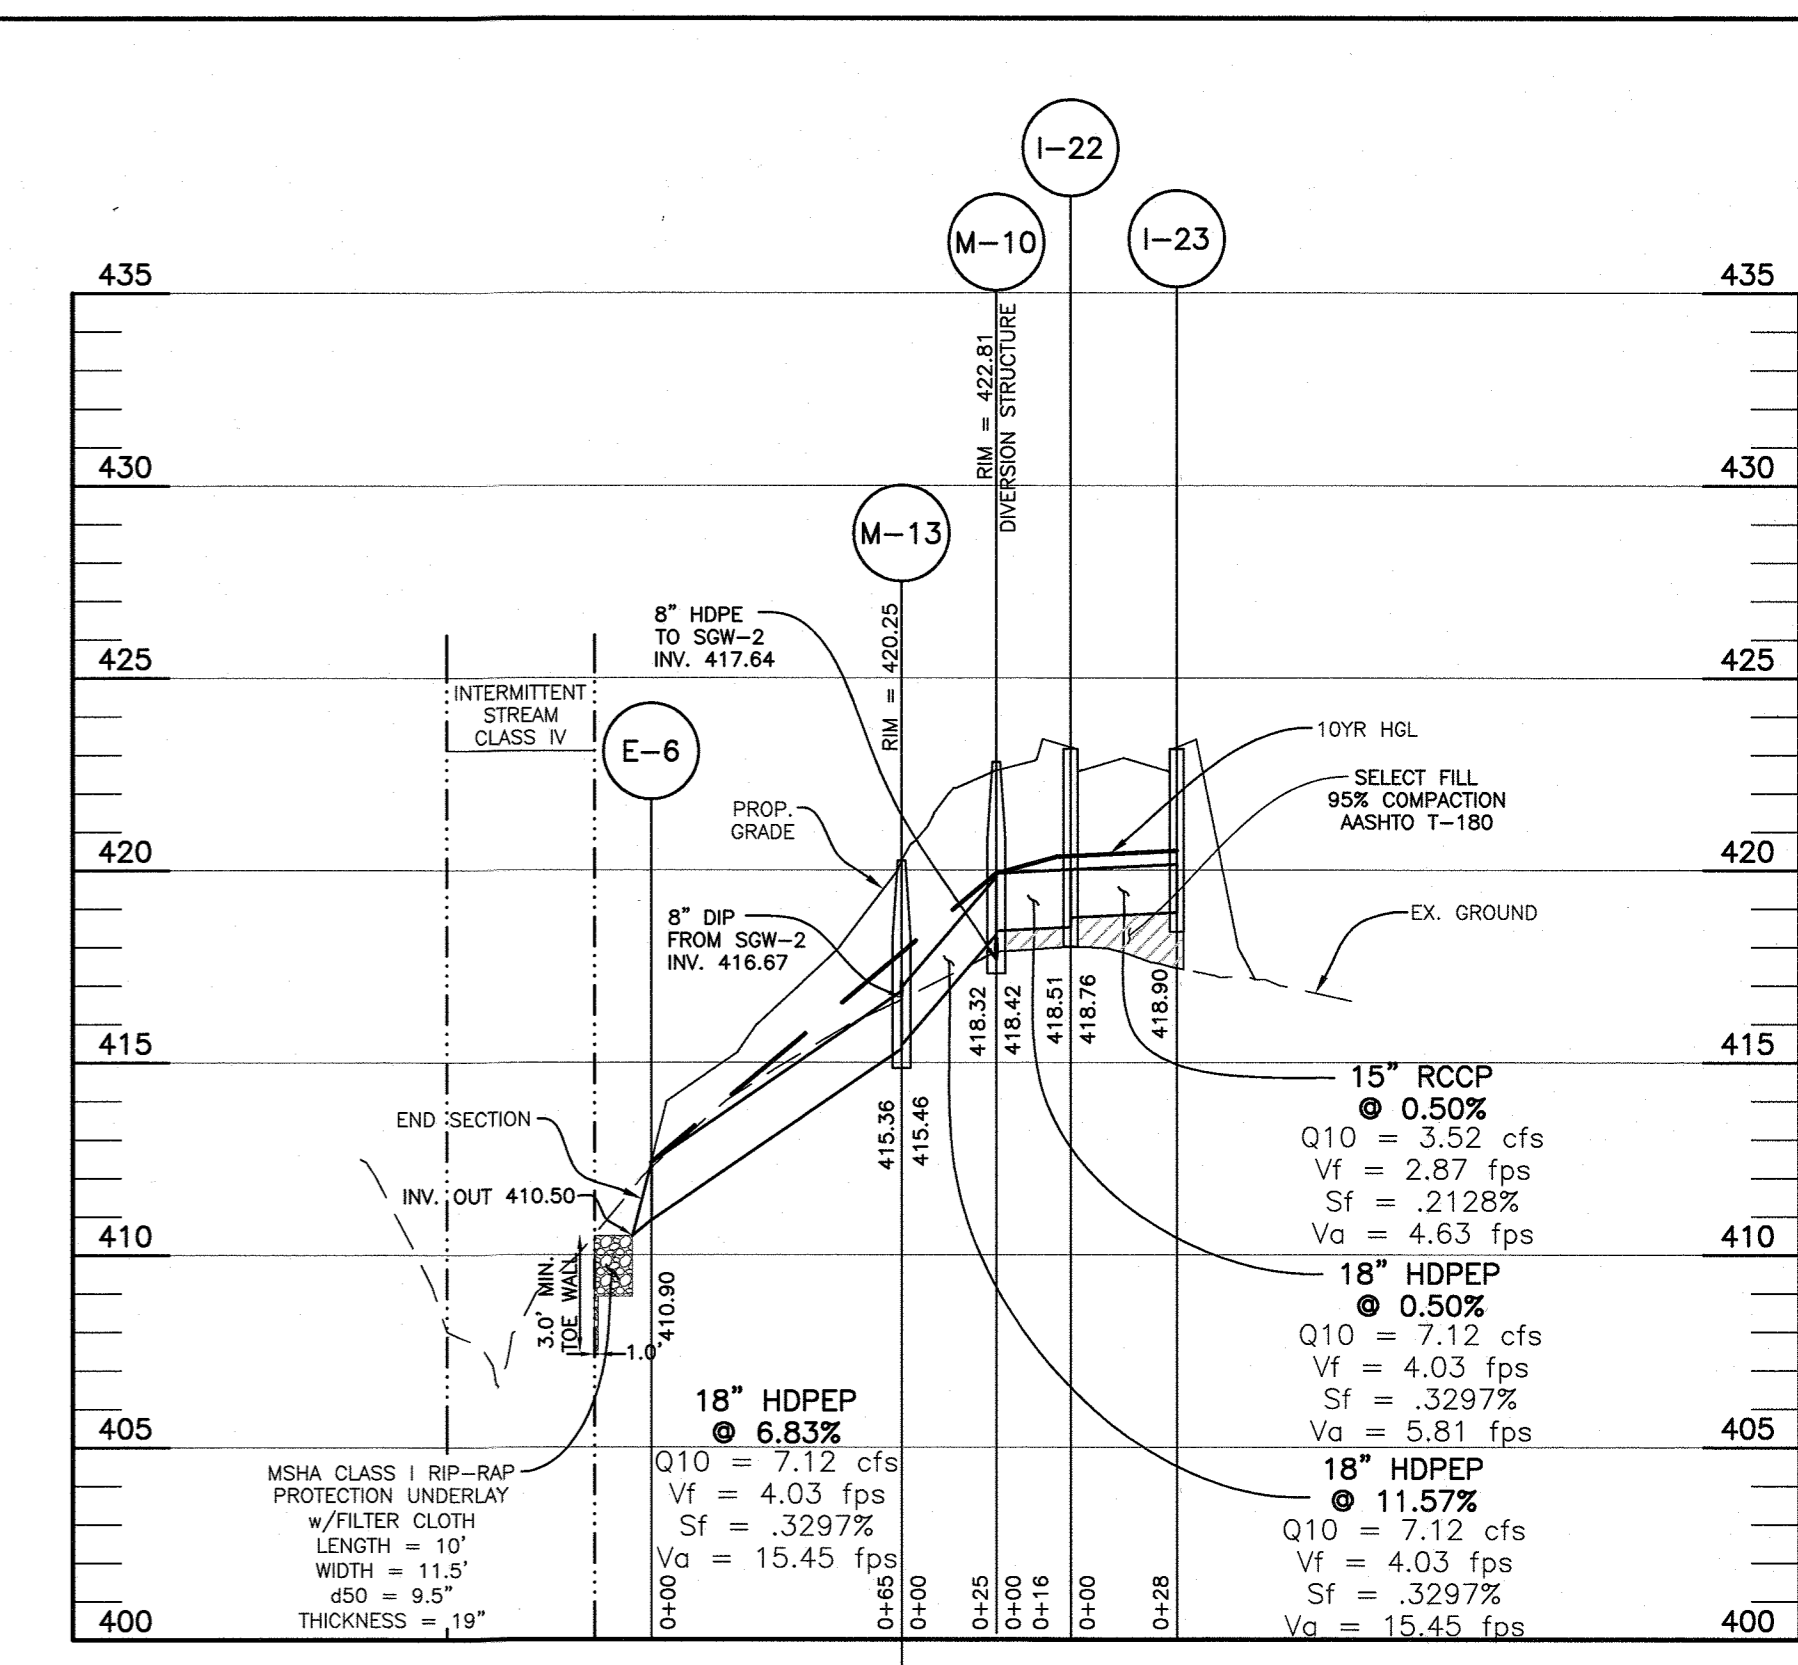 I-22
M-10
I-23
435
435
RIM = 422.81
DIVERSION STRUCTURE
430
430
M-13
8" HDPE
TO SGW-2
INV. 417.64
RIM = 420.25
425
425
INTERMITTENT
STREAM
CLASS IV
E-6
10YR HGL
SELECT FILL
95% COMPACTION
AASHTO T-180
PROP.
GRADE
420
420
8" DIP
FROM SGW-2
INV. 416.67
EX. GROUND
418.32
418.42
418.51
418.76
418.90
415
415
415.36
415.46
END SECTION
INV. OUT 410.50
15" RCCP
@ 0.50%
Q10 = 3.52 cfs
Vf = 2.87 fps
Sf = .2128%
Va = 4.63 fps
410
410
3.0' MIN.
TOE WALL
1.0'
410.90
18" HDPEP
@ 0.50%
Q10 = 7.12 cfs
Vf = 4.03 fps
Sf = .3297%
Va = 5.81 fps
18" HDPEP
@ 6.83%
Q10 = 7.12 cfs
Vf = 4.03 fps
Sf = .3297%
Va = 15.45 fps
405
405
MSHA CLASS I RIP-RAP
PROTECTION UNDERLAY
w/FILTER CLOTH
LENGTH = 10'
WIDTH = 11.5'
d50 = 9.5"
THICKNESS = 19"
18" HDPEP
@ 11.57%
Q10 = 7.12 cfs
Vf = 4.03 fps
Sf = .3297%
Va = 15.45 fps
400
400
0+00
0+65
0+00
0+25
0+00
0+16
0+00
0+28